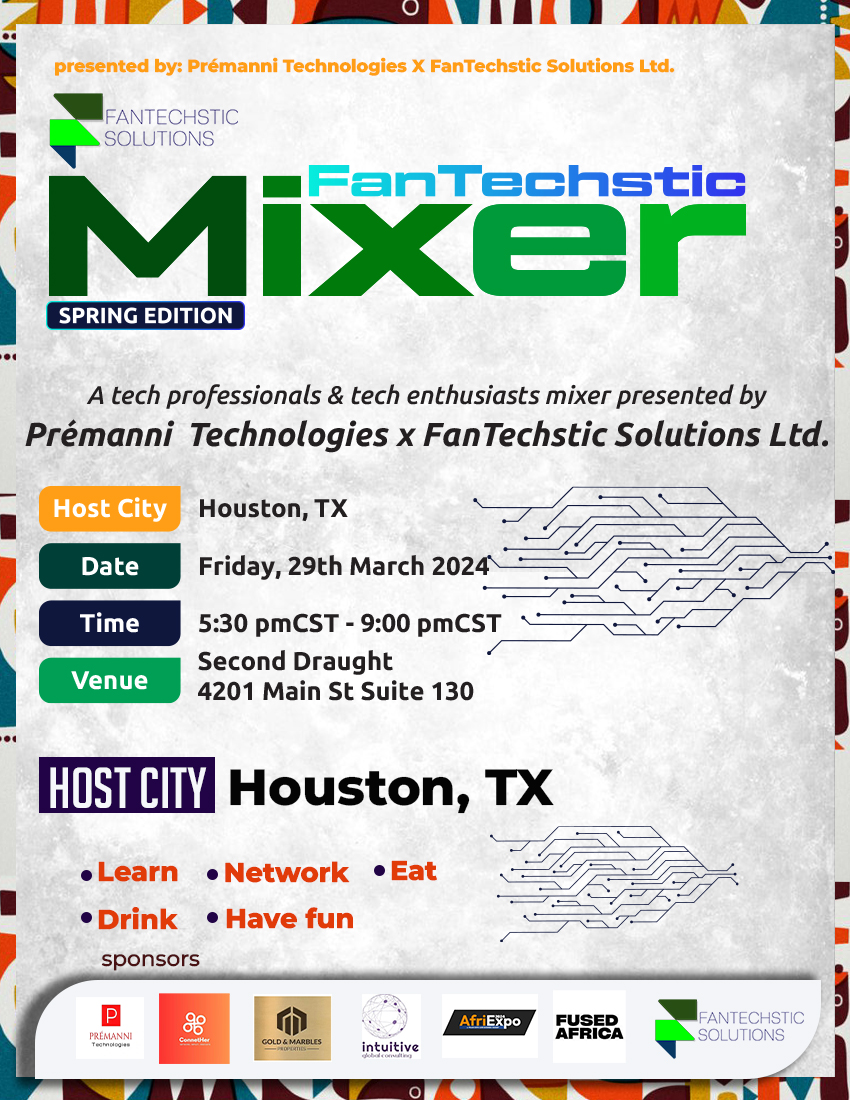 presented by: Prémanni Technologies X FanTechstic Solutions Ltd.
FANTECHSTIC
SOLUTIONS
FanTechstic
Mixer
SPRING EDITION
A tech professionals & tech enthusiasts mixer presented by
Prémanni Technologies x FanTechstic Solutions Ltd.
Host City Houston, TX
Date Friday, 29th March 2024
Time 5:30 pmCST - 9:00 pmCST
Venue Second Draught
4201 Main St Suite 130
HOST CITY Houston, TX
• Learn • Network • Eat
• Drink • Have fun
sponsors
PRÉMANNI
Technologies
ConnetHer
GOLD & MARBLES
PROPERTIES
intuitive
global consulting
AfriExpo
FUSED
AFRICA
FANTECHSTIC
SOLUTIONS